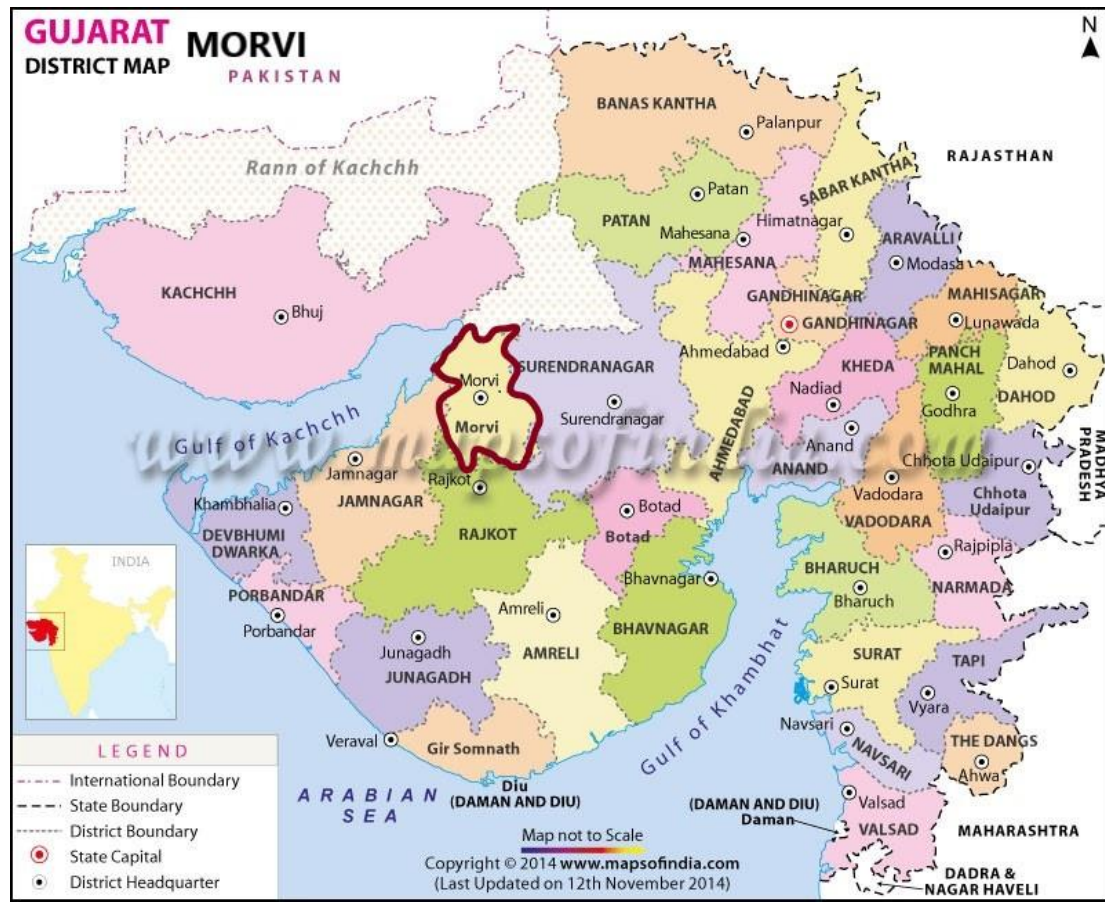 GUJARAT
DISTRICT MAP
MORVI
PAKISTAN
N
Rann of Kachchh
BANAS KANTHA
Palanpur
RAJASTHAN
SABAR KANTHA
Patan
PATAN
Himatnagar
Mahesana
MAHESANA
ARAVALLI
Modasa
KACHCHH
Bhuj
GANDHINAGAR
GANDHINAGAR
MAHISAGAR
Lunawada
Ahmedabad
SURENDRANAGAR
Surendranagar
Morvi
Morvi
KHEDA
Nadiad
PANCH
MAHAL
Godhra
Dahod
DAHOD
AHMEDABAD
Gulf of Kachchh
www.mapsofindia.com
Anand
ANAND
Chhota Udaipur
Chhota
Udaipur
MADHYA
PRADESH
Jamnagar
JAMNAGAR
Rajkot
RAJKOT
Khambhalia
DEVBHUMI
DWARKA
Botad
Botad
Vadodara
VADODARA
Rajpipla
NARMADA
BHARUCH
Bharuch
INDIA
PORBANDAR
Porbandar
Amreli
AMRELI
Bhavnagar
BHAVNAGAR
Junagadh
JUNAGADH
Gulf of Khambhat
SURAT
Surat
TAPI
Vyara
Navsari
NAVSARI
THE DANGS
Ahwa
Veraval
Gir Somnath
Diu
(DAMAN AND DIU)
ARABIAN
SEA
(DAMAN AND DIU)
Daman
Valsad
VALSAD
MAHARASHTRA
DADRA &
NAGAR HAVELI
LEGEND
International Boundary
State Boundary
District Boundary
State Capital
District Headquarter
Map not to Scale
Copyright © 2014 www.mapsofindia.com
(Last Updated on 12th November 2014)